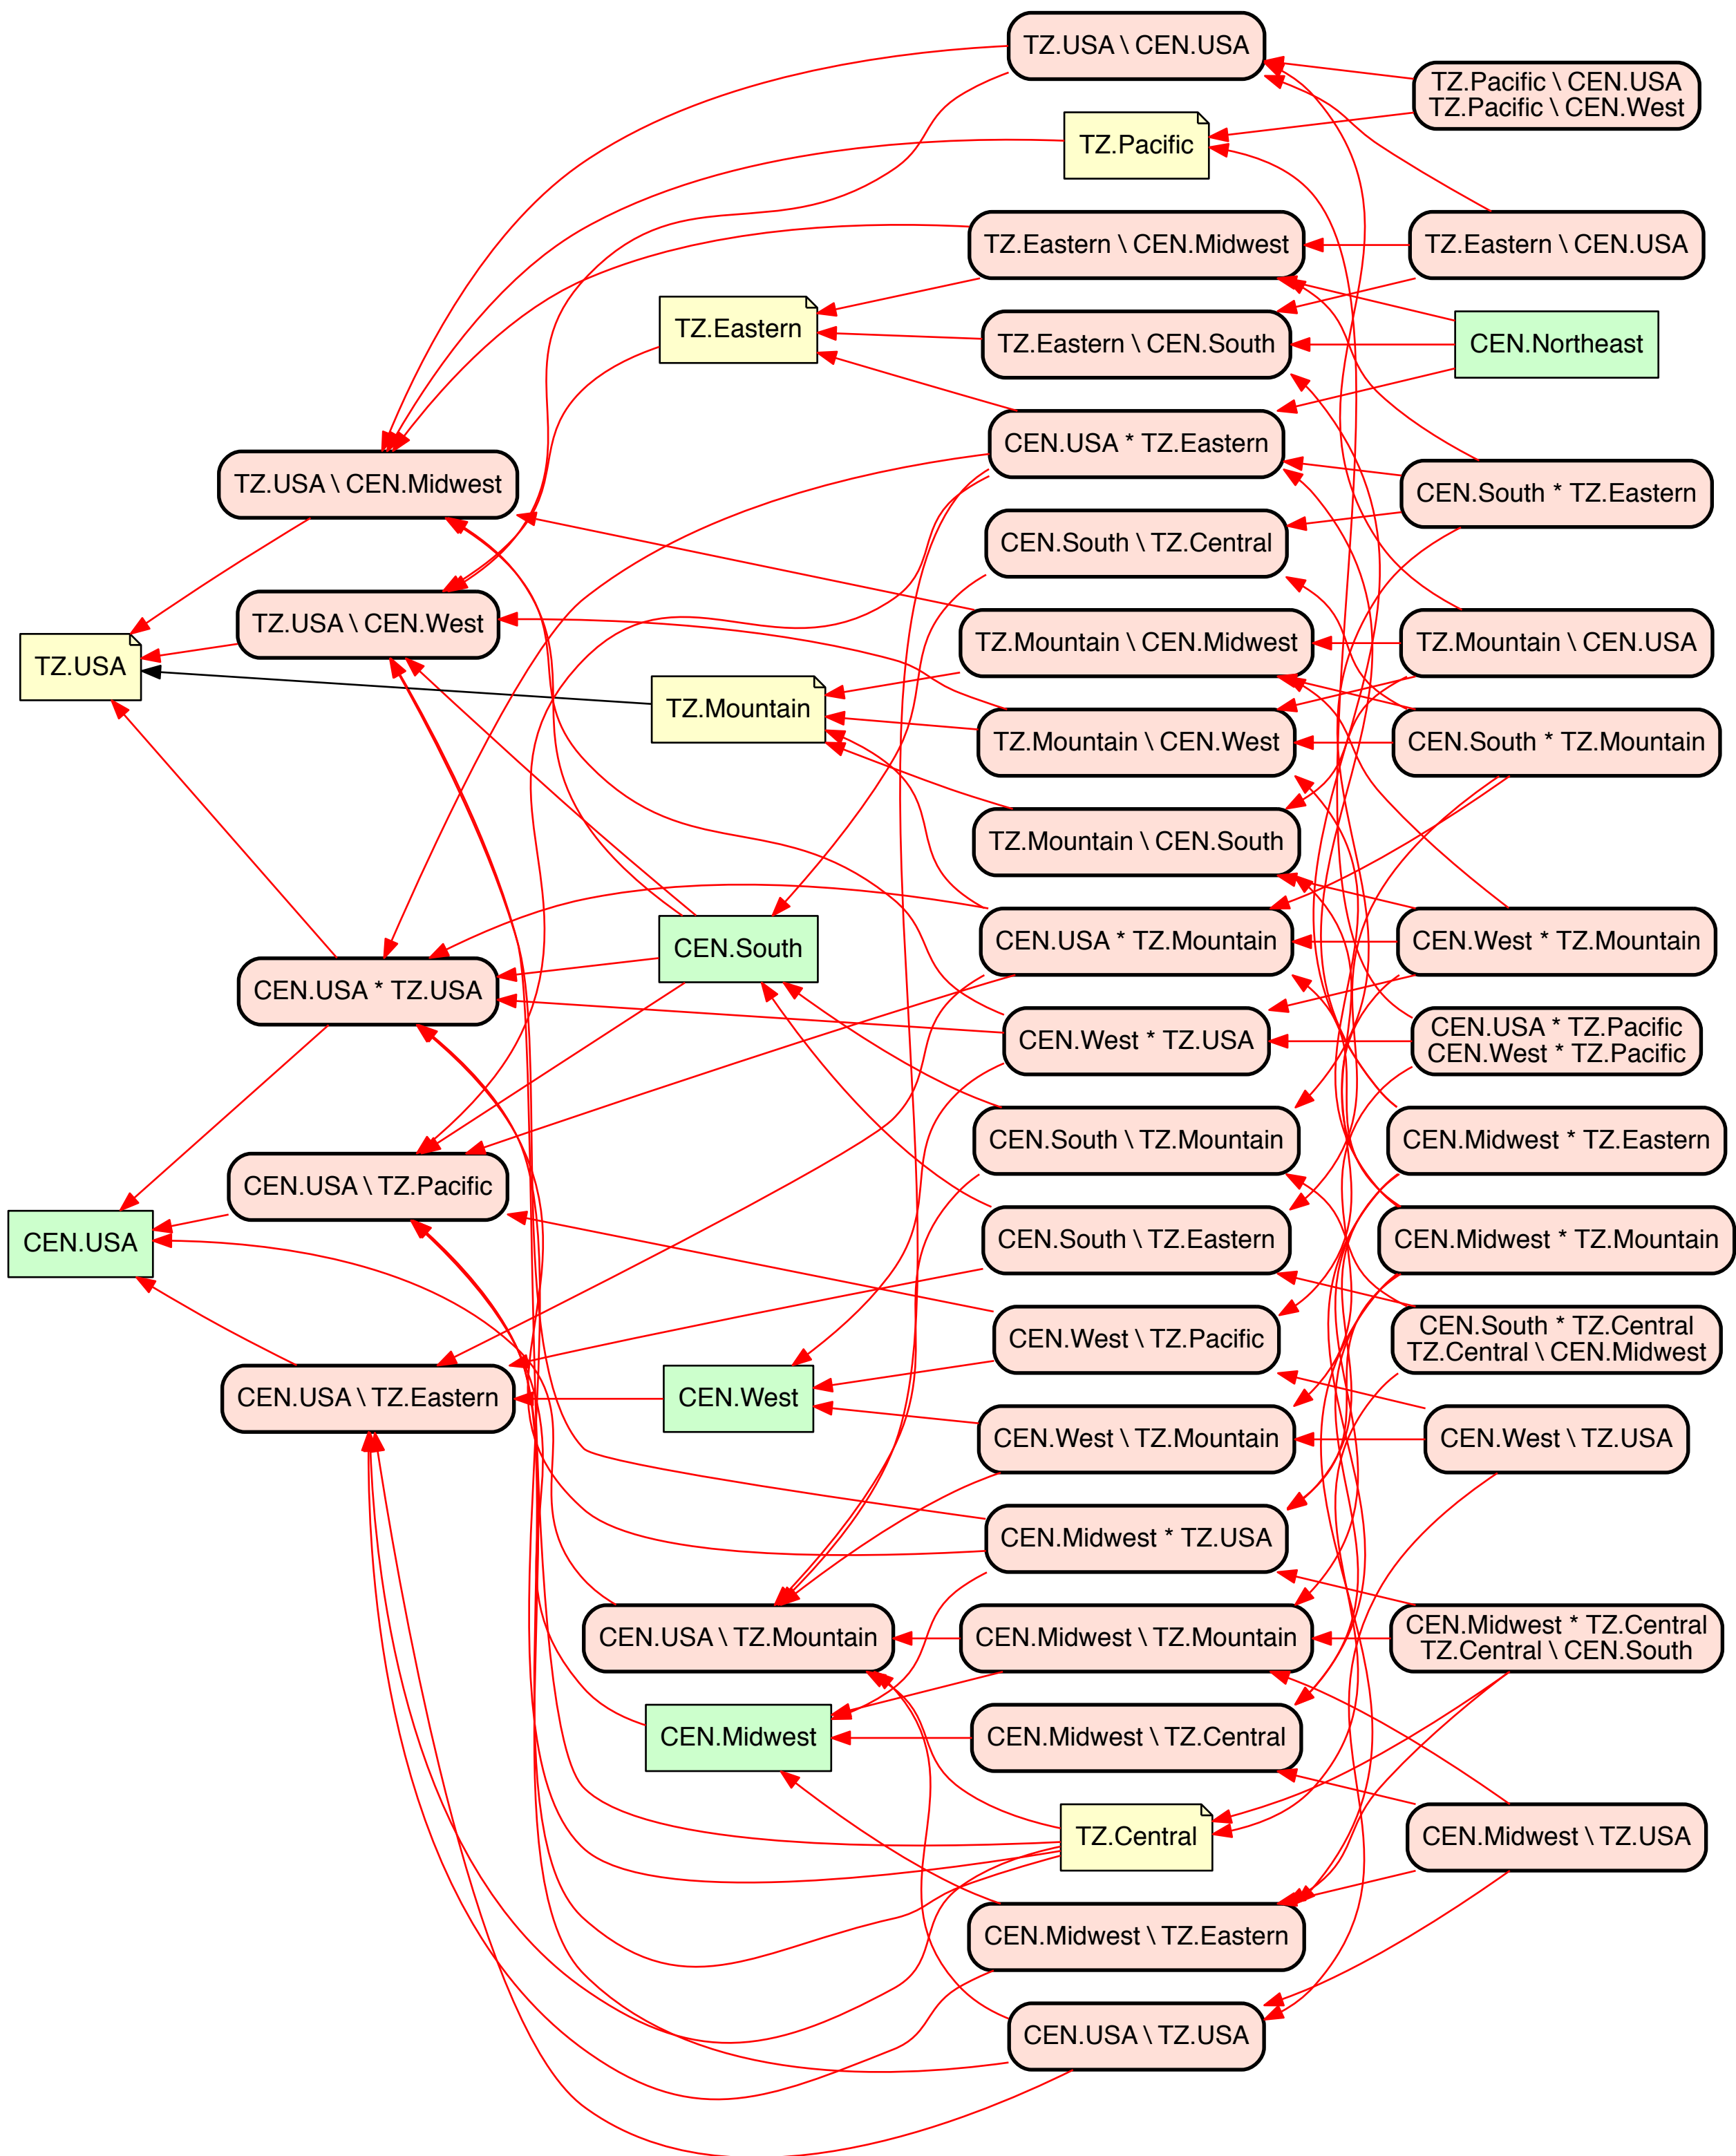 TZ.USA \ CEN.USA
TZ.Pacific \ CEN.USA
TZ.Pacific \ CEN.West
TZ.Pacific
TZ.Eastern \ CEN.Midwest
TZ.Eastern \ CEN.USA
TZ.Eastern
TZ.Eastern \ CEN.South
CEN.Northeast
CEN.USA * TZ.Eastern
TZ.USA \ CEN.Midwest
CEN.South * TZ.Eastern
CEN.South \ TZ.Central
TZ.USA \ CEN.West
TZ.Mountain \ CEN.Midwest
TZ.Mountain \ CEN.USA
TZ.USA
TZ.Mountain
TZ.Mountain \ CEN.West
CEN.South * TZ.Mountain
TZ.Mountain \ CEN.South
CEN.South
CEN.USA * TZ.Mountain
CEN.West * TZ.Mountain
CEN.USA * TZ.USA
CEN.West * TZ.USA
CEN.USA * TZ.Pacific
CEN.West * TZ.Pacific
CEN.South \ TZ.Mountain
CEN.Midwest * TZ.Eastern
CEN.USA \ TZ.Pacific
CEN.USA
CEN.South \ TZ.Eastern
CEN.Midwest * TZ.Mountain
CEN.West \ TZ.Pacific
CEN.South * TZ.Central
TZ.Central \ CEN.Midwest
CEN.USA \ TZ.Eastern
CEN.West
CEN.West \ TZ.Mountain
CEN.West \ TZ.USA
CEN.Midwest * TZ.USA
CEN.USA \ TZ.Mountain
CEN.Midwest \ TZ.Mountain
CEN.Midwest * TZ.Central
TZ.Central \ CEN.South
CEN.Midwest
CEN.Midwest \ TZ.Central
TZ.Central
CEN.Midwest \ TZ.USA
CEN.Midwest \ TZ.Eastern
CEN.USA \ TZ.USA